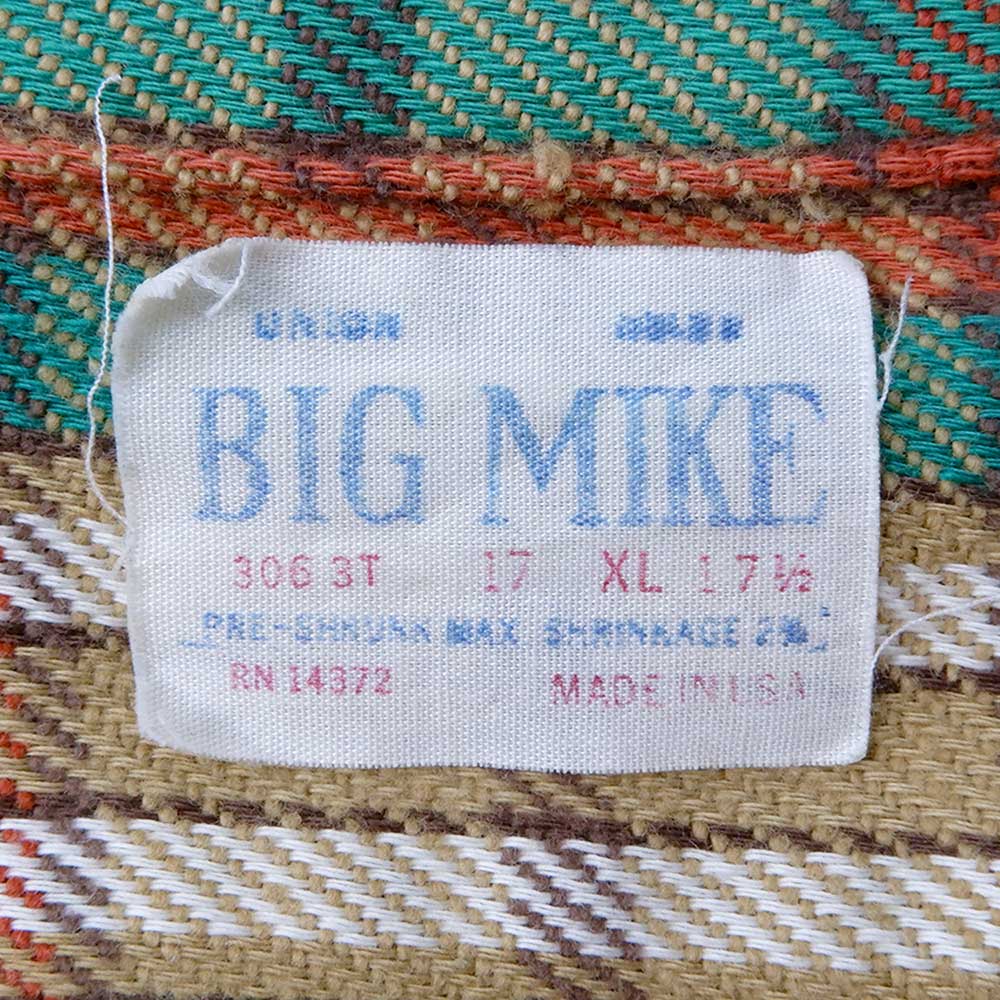 UNION MADE
BIG MIKE
306 3T 17 XL 17½
PRE-SHRUNK MAX. SHRINKAGE 2%
RN 14372
MADE IN USA